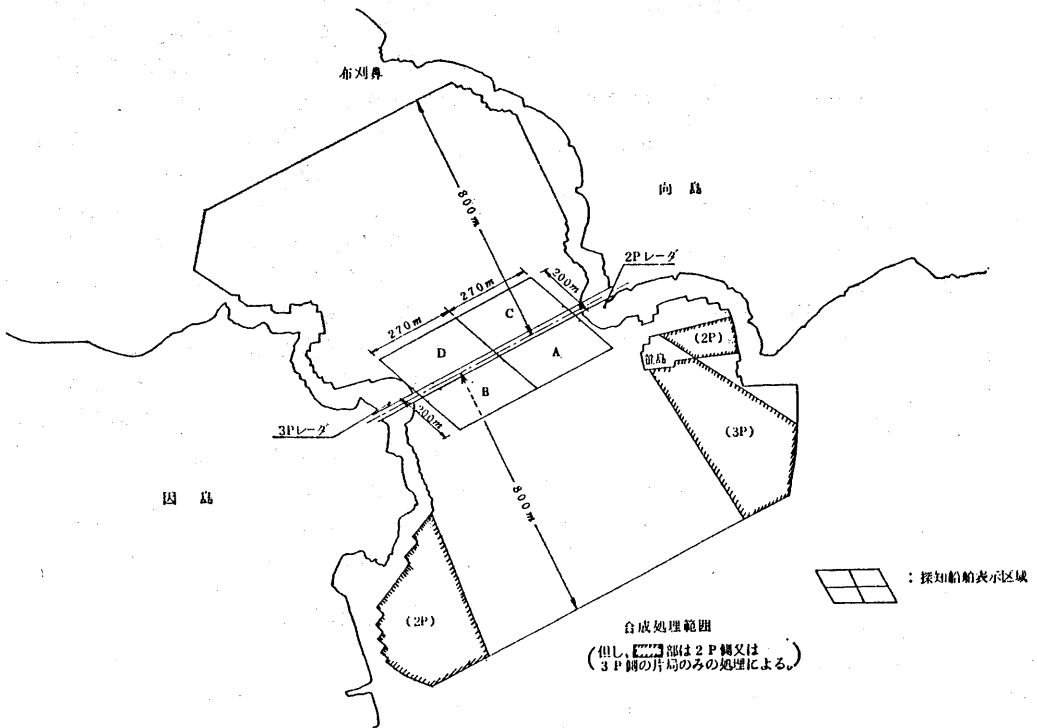 布刈鼻
800m
向島
2Pレーダ
270m
200m
270m
C
D
A
(2P)
B
200m
3Pレーダ
(3P)
因島
800m
：探知船舶表示区域
(2P)
合成処理範囲
(但し、部は2P側又は
3P側の片局のみの処理による。)